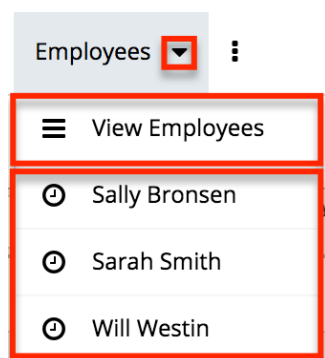 Employees
View Employees
Sally Bronsen
Sarah Smith
Will Westin